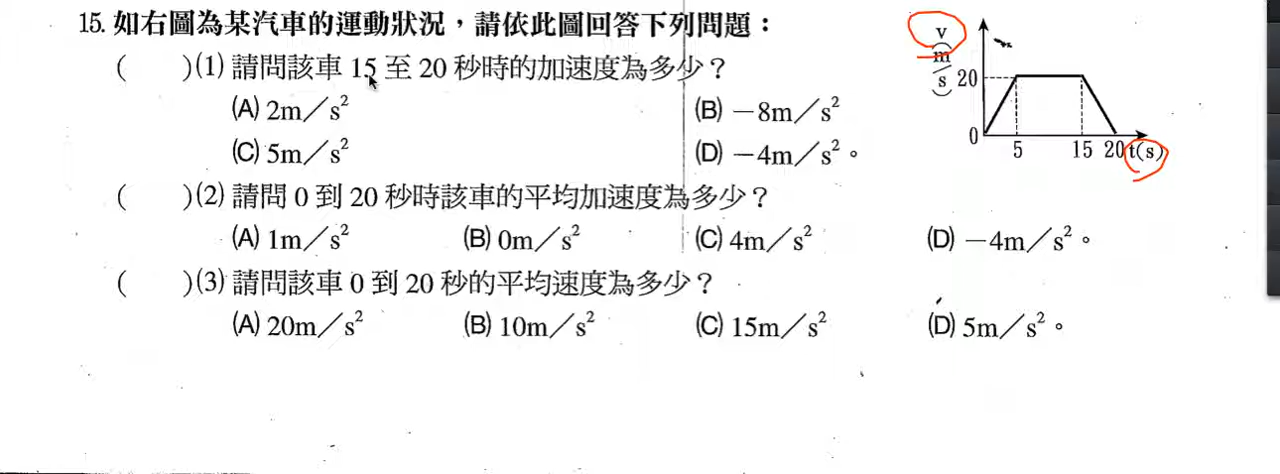 15. 如右圖為某汽車的運動狀況，請依此圖回答下列問題：
(　　)(1) 請問該車 15 至 20 秒時的加速度為多少？
(A) 2m／s² (B) －8m／s²
(C) 5m／s² (D) －4m／s²。
(　　)(2) 請問 0 到 20 秒時該車的平均加速度為多少？
(A) 1m／s² (B) 0m／s² (C) 4m／s² (D) －4m／s²。
(　　)(3) 請問該車 0 到 20 秒的平均速度為多少？
(A) 20m／s² (B) 10m／s² (C) 15m／s² (D) 5m／s²。
v(m/s)
20
0
5 15 20 t(s)